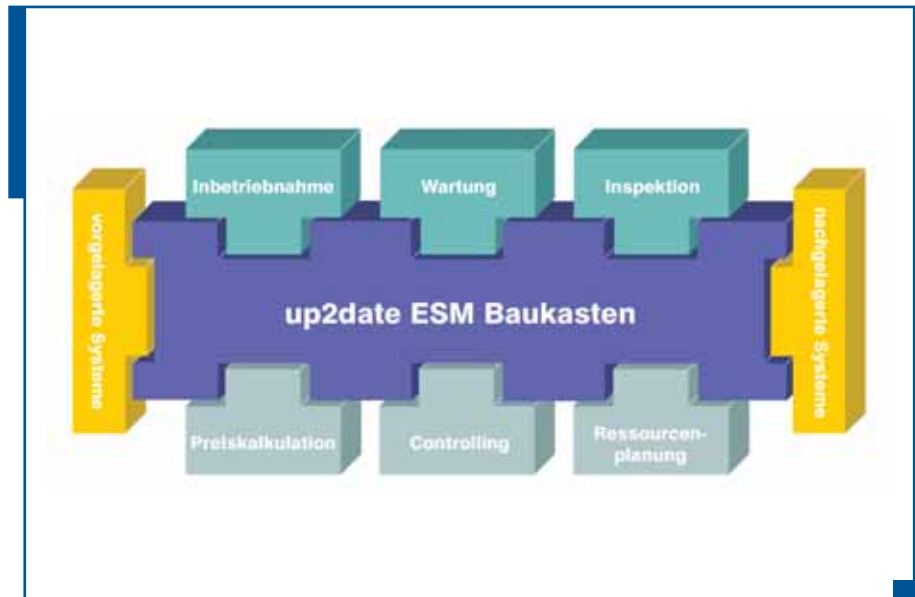 Inbetriebnahme
Wartung
Inspektion
vorgelagerte Systeme
up2date ESM Baukasten
nachgelagerte Systeme
Preiskalkulation
Controlling
Ressourcen-
planung